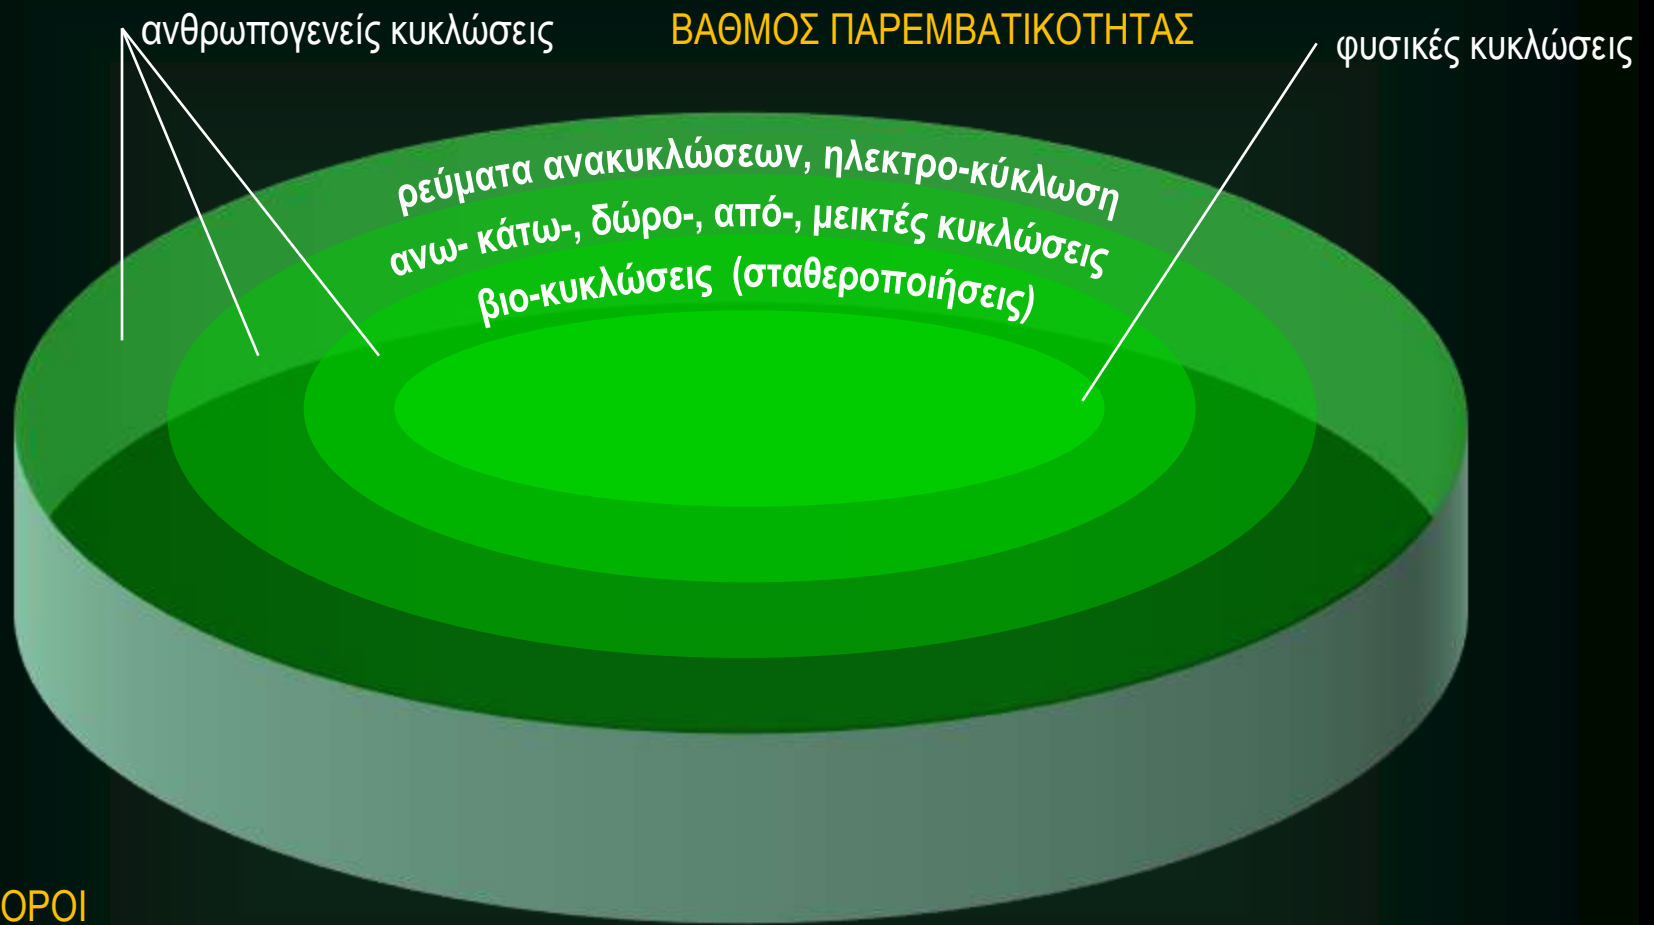 ανθρωπογενείς κυκλώσεις
ΒΑΘΜΟΣ ΠΑΡΕΜΒΑΤΙΚΟΤΗΤΑΣ
φυσικές κυκλώσεις
ρεύματα ανακυκλώσεων, ηλεκτρο-κύκλωση
ανω- κάτω-, δώρο-, από-, μεικτές κυκλώσεις
βιο-κυκλώσεις (σταθεροποιήσεις)
ΟΡΟΙ